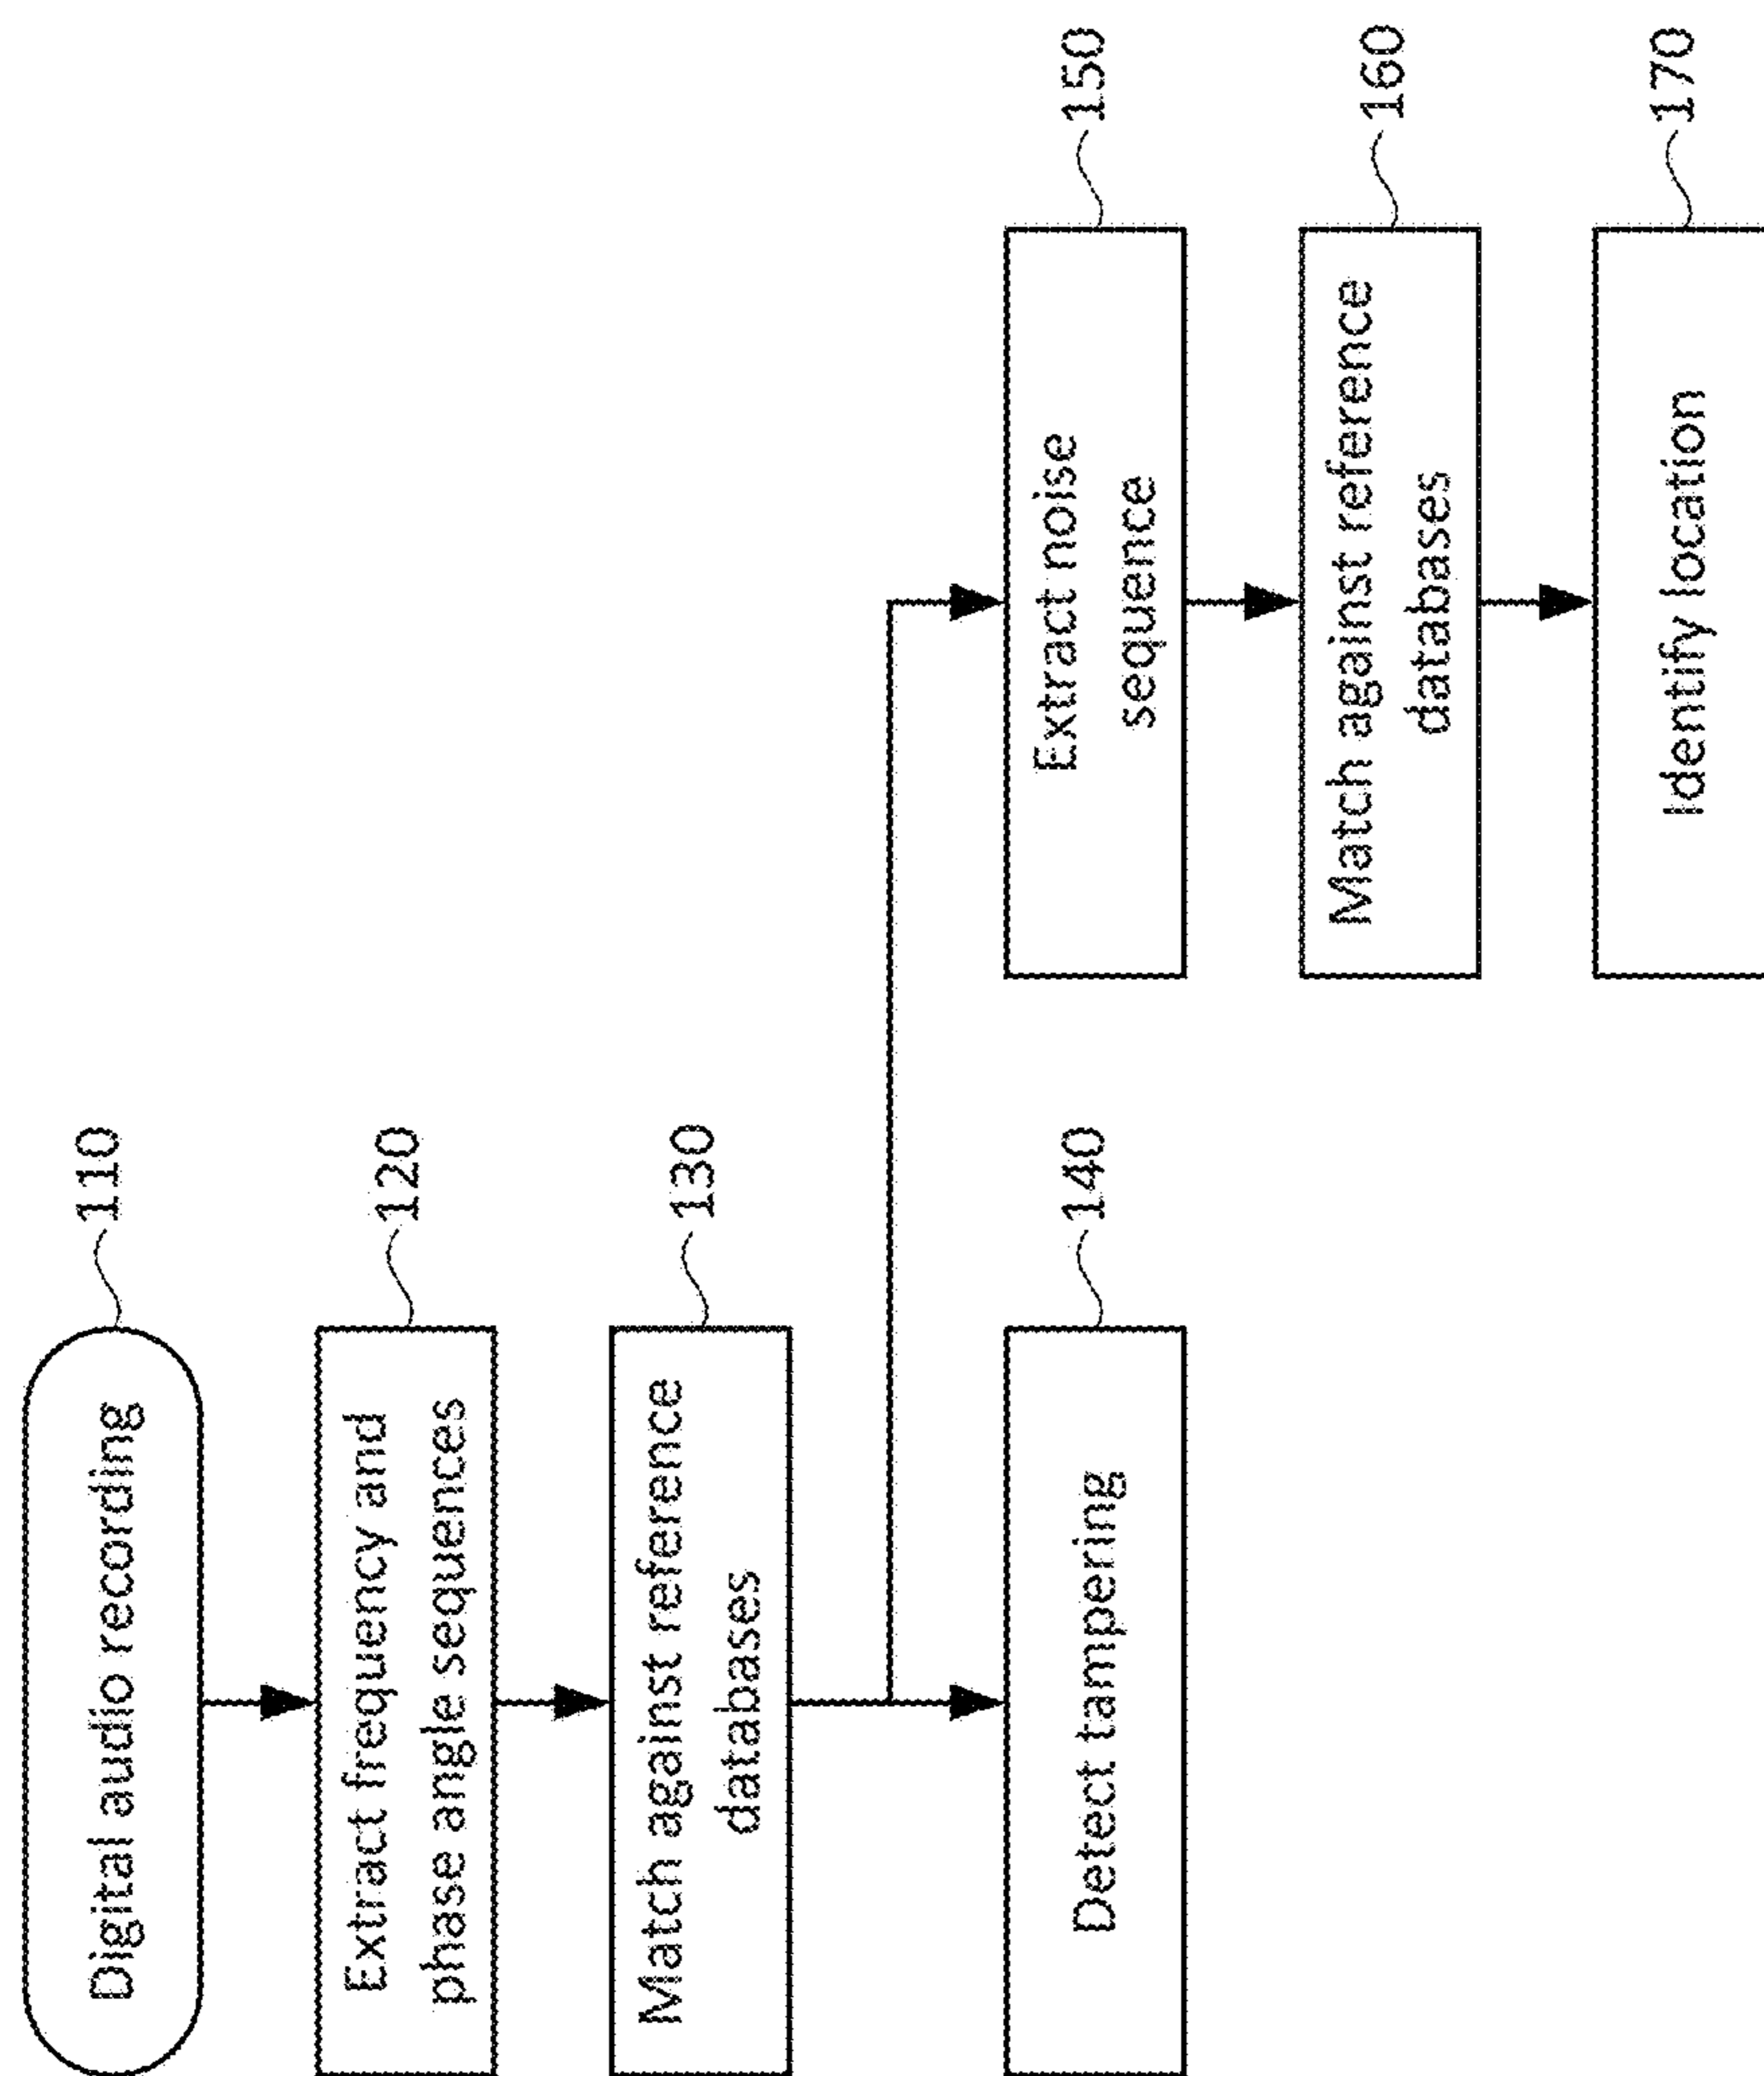 Digital audio recording
110
Extract frequency and
phase angle sequences
120
Match against reference
databases
130
Detect tampering
140
Extract noise
sequence
150
Match against reference
databases
160
Identify location
170